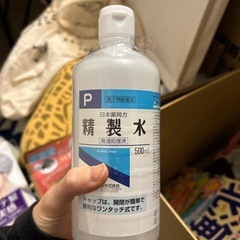 P
第3類医薬品
日本薬局方
精製水
(高温処理済)
500mL
Purified Water
キャップは、開閉が簡単で
便利なワンタッチ式です。